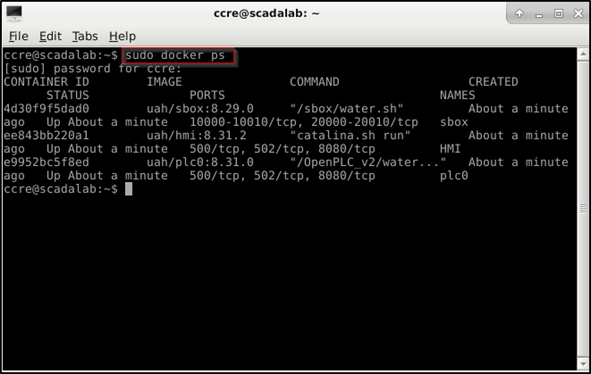 ccre@scadalab: ~
File Edit Tabs Help
ccre@scadalab:~$ sudo docker ps
[sudo] password for ccre:
CONTAINER ID IMAGE COMMAND CREATED
STATUS PORTS NAMES
4d30f9f5dad0 uah/sbox:8.29.0 "/sbox/water.sh" About a minute
ago Up About a minute 10000-10010/tcp, 20000-20010/tcp sbox
ee843bb220a1 uah/hmi:8.31.2 "catalina.sh run" About a minute
ago Up About a minute 500/tcp, 502/tcp, 8080/tcp HMI
e9952bc5f8ed uah/plc0:8.31.0 "/OpenPLC_v2/water..." About a minute
ago Up About a minute 500/tcp, 502/tcp, 8080/tcp plc0
ccre@scadalab:~$